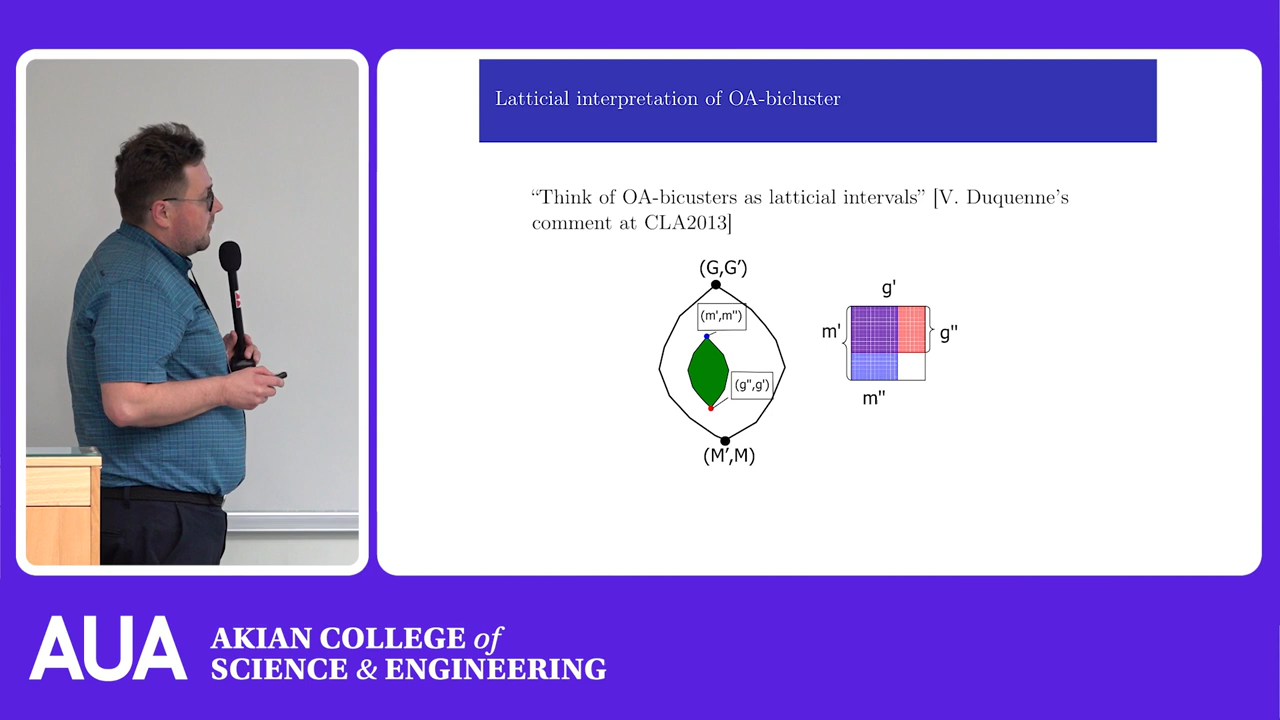 Latticial interpretation of OA-bicluster
“Think of OA-bicusters as latticial intervals” [V. Duquenne’s
comment at CLA2013]
(G,G′)
(m',m'')
(g'',g')
(M′,M)
g'
m'
g''
m''
AUA
AKIAN COLLEGE of
SCIENCE & ENGINEERING